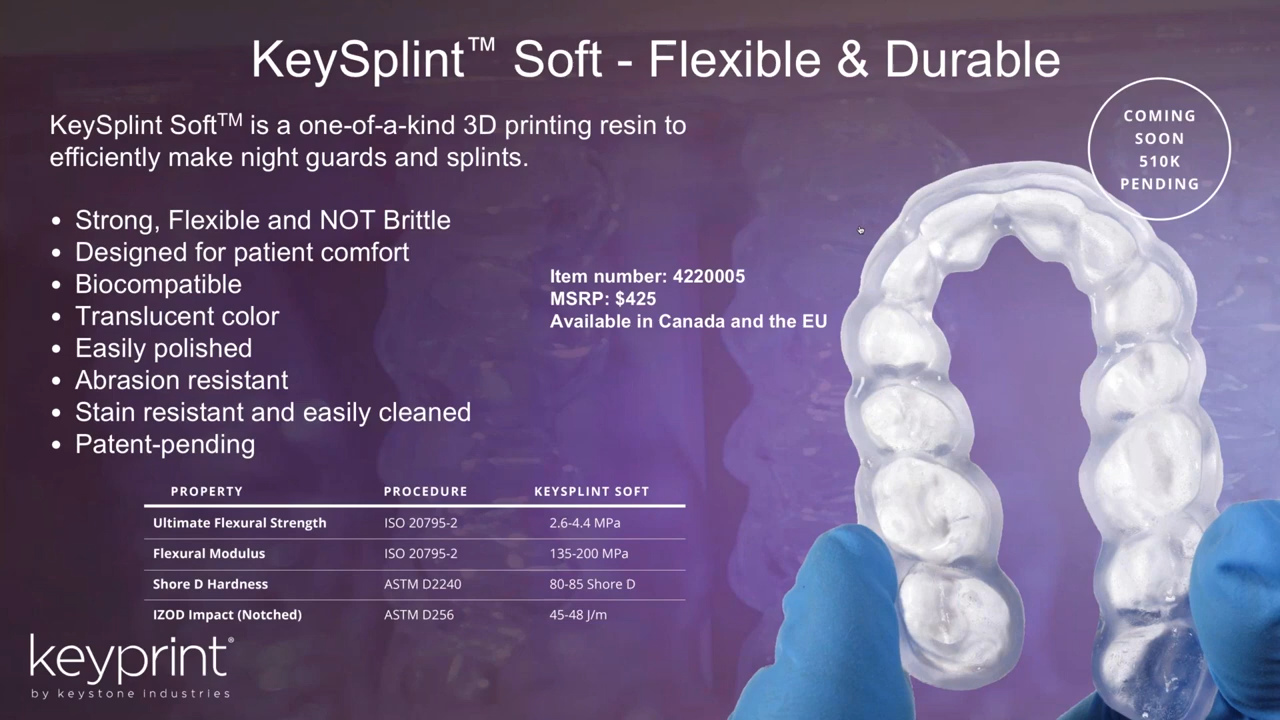 KeySplint™ Soft - Flexible & Durable
COMING
SOON
510K
PENDING
KeySplint Soft™ is a one-of-a-kind 3D printing resin to
efficiently make night guards and splints.
• Strong, Flexible and NOT Brittle
• Designed for patient comfort
• Biocompatible
• Translucent color
• Easily polished
• Abrasion resistant
• Stain resistant and easily cleaned
• Patent-pending
Item number: 4220005
MSRP: $425
Available in Canada and the EU
PROPERTY PROCEDURE KEYSPLINT SOFT
Ultimate Flexural Strength ISO 20795-2 2.6-4.4 MPa
Flexural Modulus ISO 20795-2 135-200 MPa
Shore D Hardness ASTM D2240 80-85 Shore D
IZOD Impact (Notched) ASTM D256 45-48 J/m
keyprint®
by keystone industries